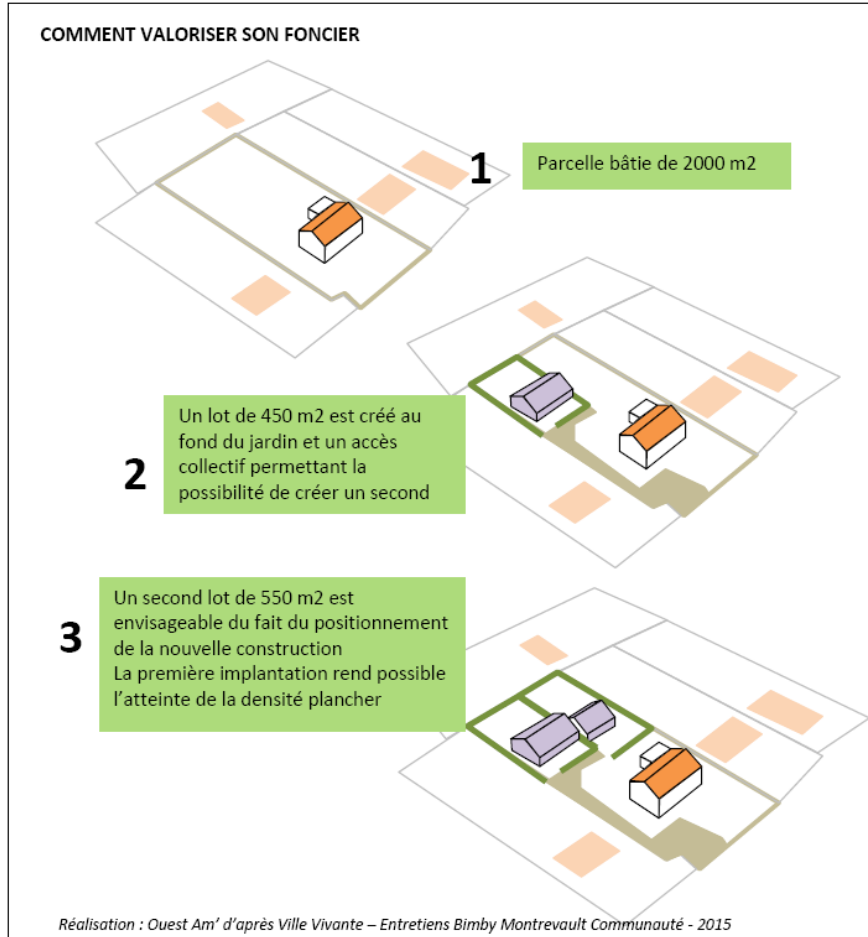 COMMENT VALORISER SON FONCIER
1
Parcelle bâtie de 2000 m2
2
Un lot de 450 m2 est créé au
fond du jardin et un accès
collectif permettant la
possibilité de créer un second
3
Un second lot de 550 m2 est
envisageable du fait du positionnement
de la nouvelle construction
La première implantation rend possible
l'atteinte de la densité plancher
Réalisation : Ouest Am' d'après Ville Vivante – Entretiens Bimby Montrevault Communauté - 2015